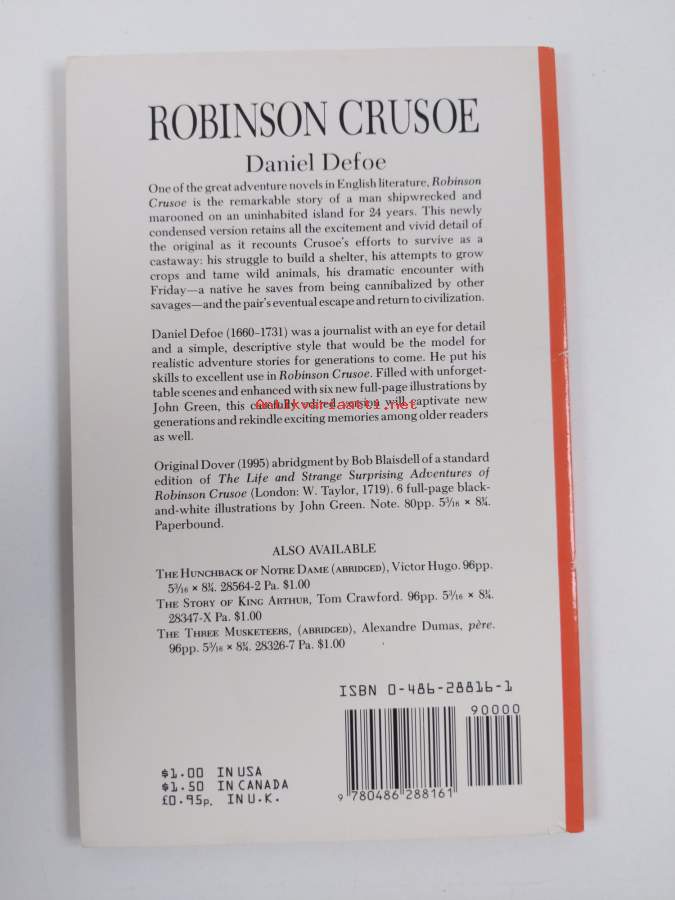 ROBINSON CRUSOE
Daniel Defoe
One of the great adventure novels in English literature, Robinson
Crusoe is the remarkable story of a man shipwrecked and
marooned on an uninhabited island for 24 years. This newly
condensed version retains all the excitement and vivid detail of
the original as it recounts Crusoe's efforts to survive as a
castaway: his struggle to build a shelter, his attempts to grow
crops and tame wild animals, his dramatic encounter with
Friday—a native he saves from being cannibalized by other
savages—and the pair's eventual escape and return to civilization.
Daniel Defoe (1660–1731) was a journalist with an eye for detail
and a simple, descriptive style that would be the model for
realistic adventure stories for generations to come. He put his
skills to excellent use in Robinson Crusoe. Filled with unforget-
table scenes and enhanced with six new full-page illustrations by
John Green, this carefully edited version will captivate new
generations and rekindle exciting memories among older readers
as well.
Original Dover (1995) abridgment by Bob Blaisdell of a standard
edition of The Life and Strange Surprising Adventures of
Robinson Crusoe (London: W. Taylor, 1719). 6 full-page black-
and-white illustrations by John Green. Note. 80pp. 5³⁄₁₆ × 8¼.
Paperbound.
ALSO AVAILABLE
THE HUNCHBACK OF NOTRE DAME (ABRIDGED), Victor Hugo. 96pp.
5³⁄₁₆ × 8¼. 28564-2 Pa. $1.00
THE STORY OF KING ARTHUR, Tom Crawford. 96pp. 5³⁄₁₆ × 8¼.
28347-X Pa. $1.00
THE THREE MUSKETEERS, (ABRIDGED), Alexandre Dumas, père.
96pp. 5³⁄₁₆ × 8¼. 28326-7 Pa. $1.00
ISBN 0-486-28816-1
90000
$1.00 IN USA
$1.50 IN CANADA
£0.95p. IN U.K.
9 780486 288161